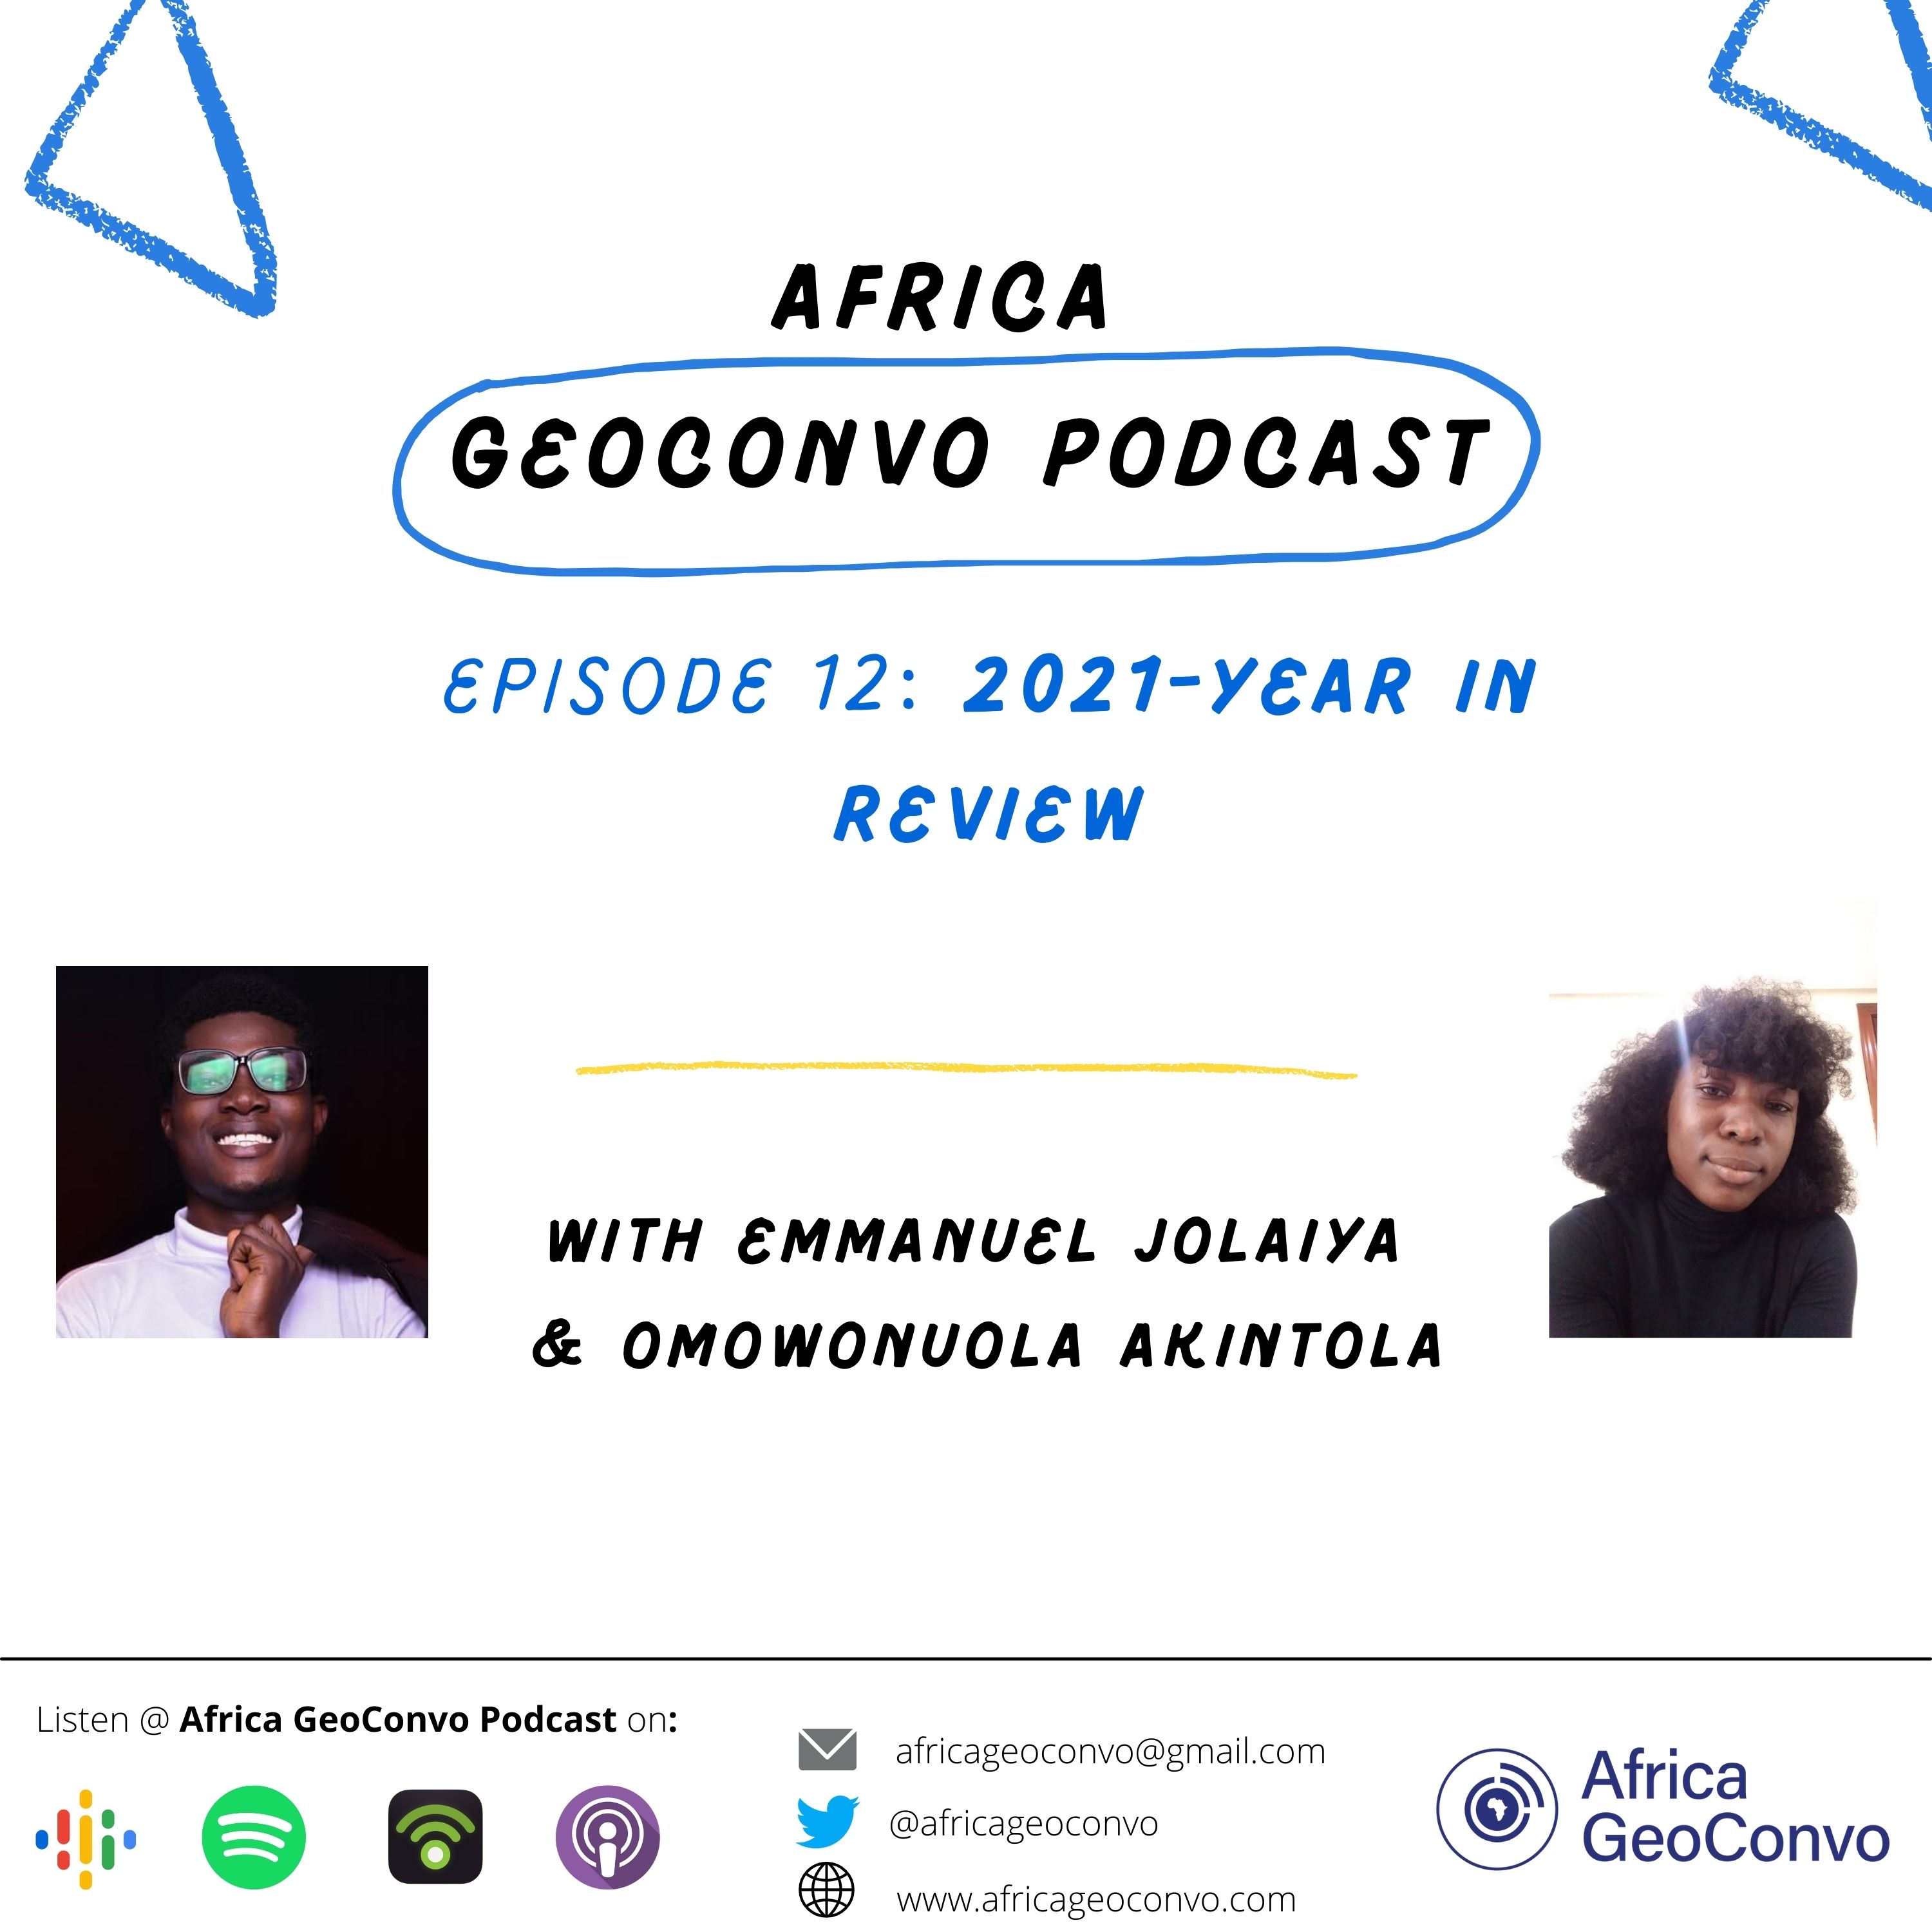 AFRICA
GEOCONVO PODCAST
EPISODE 12: 2021-YEAR IN
REVIEW
WITH EMMANUEL JOLAIYA
& OMOWONUOLA AKINTOLA
Listen @ Africa GeoConvo Podcast on:
africageoconvo@gmail.com
@africageoconvo
www.africageoconvo.com
Africa
GeoConvo